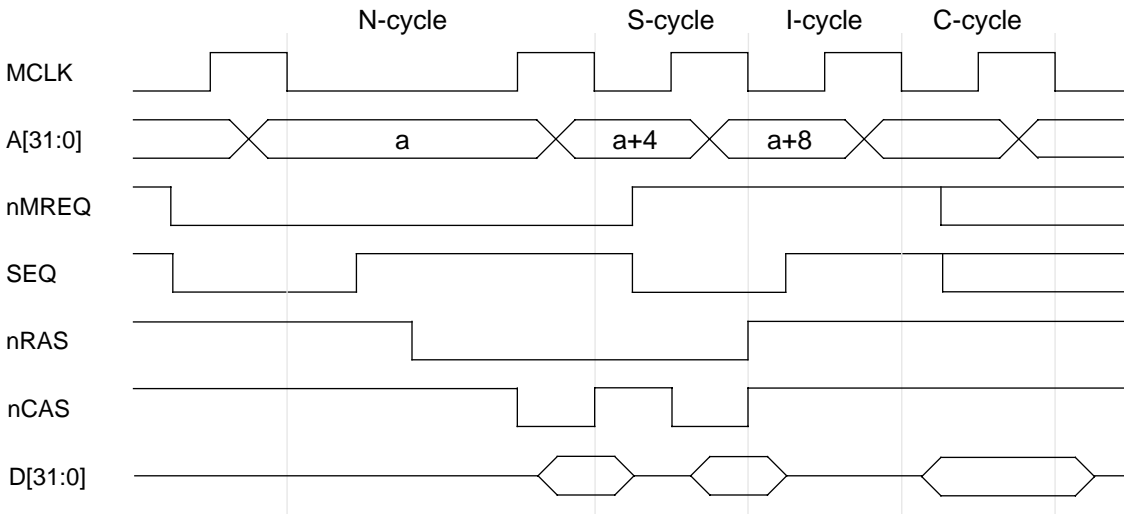 N-cycle S-cycle I-cycle C-cycle
MCLK
A[31:0] a a+4 a+8
nMREQ
SEQ
nRAS
nCAS
D[31:0]